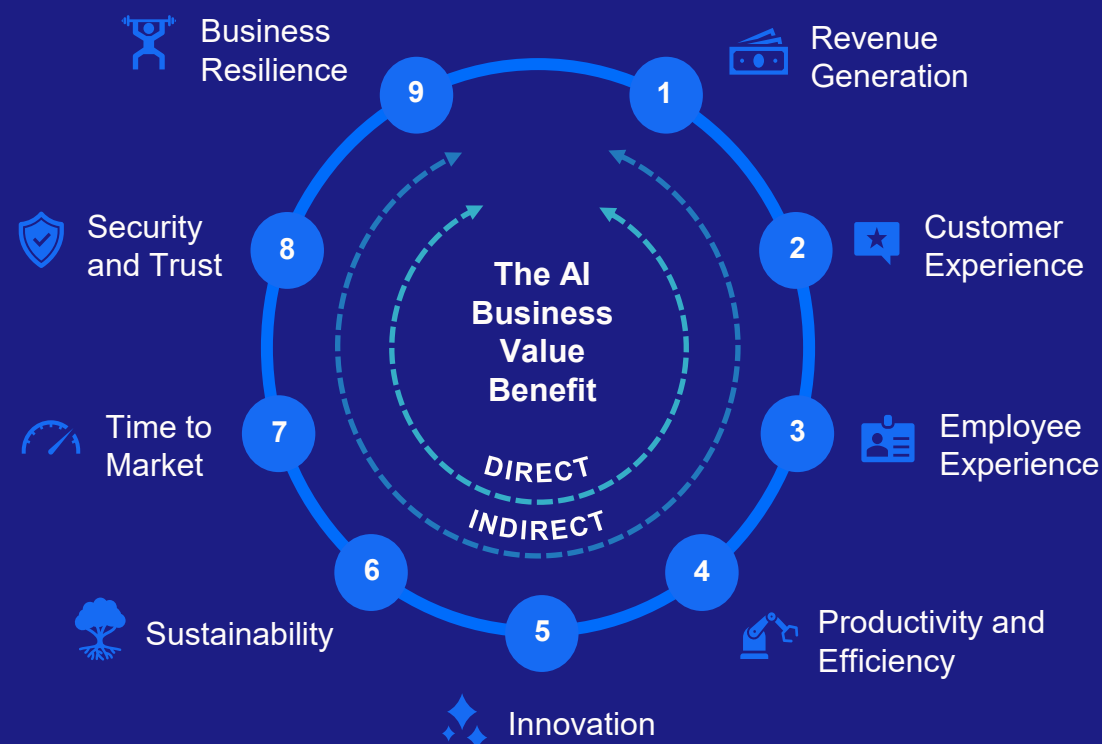 Business
Resilience
9
1
Revenue
Generation
Security
and Trust
8
2
Customer
Experience
The AI
Business
Value
Benefit
Time to
Market
7
3
Employee
Experience
DIRECT
INDIRECT
6
4
Sustainability
5
Productivity and
Efficiency
Innovation